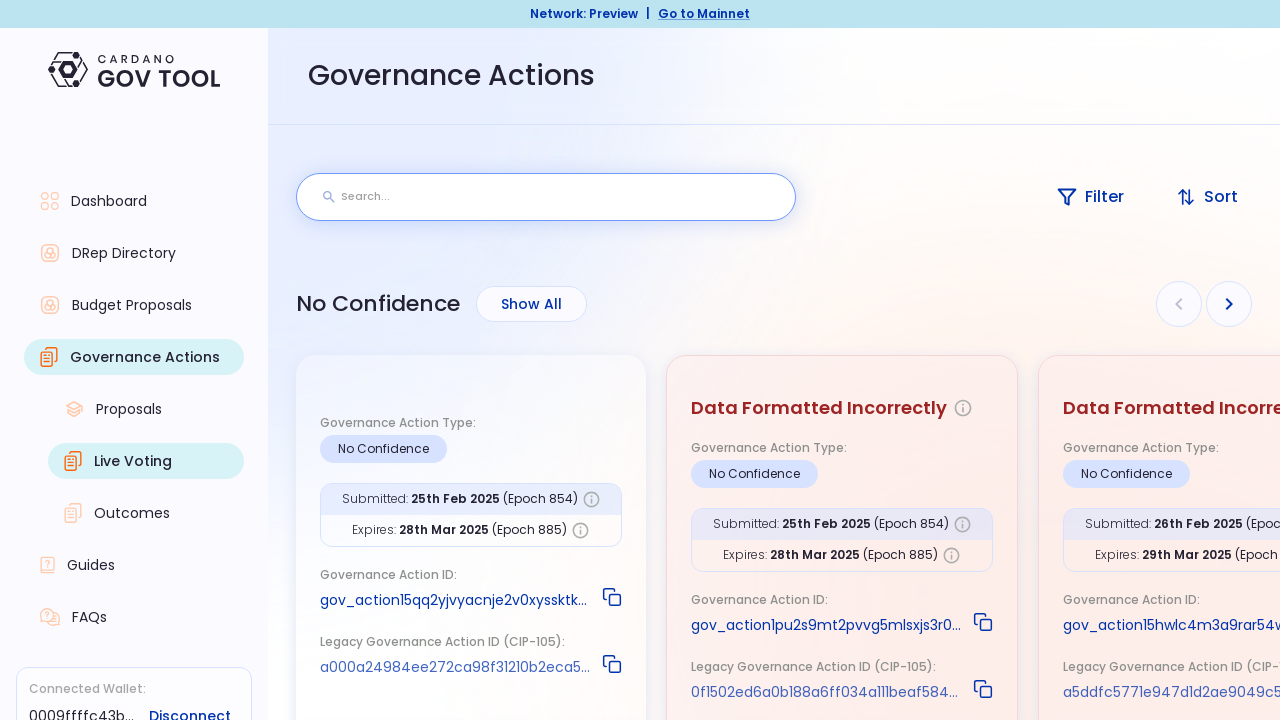 Network: Preview | Go to Mainnet
CARDANO
GOV TOOL
Governance Actions
Dashboard
DRep Directory
Budget Proposals
Governance Actions
Proposals
Live Voting
Outcomes
Guides
FAQs
Connected Wallet:
0009ffffc43b... Disconnect
Search...
Filter
Sort
No Confidence
Show All
Governance Action Type:
No Confidence
Submitted: 25th Feb 2025 (Epoch 854)
Expires: 28th Mar 2025 (Epoch 885)
Governance Action ID:
gov_action15qq2yjvyacnje2v0xyssktk...
Legacy Governance Action ID (CIP-105):
a000a24984ee272ca98f31210b2eca5...
Data Formatted Incorrectly
Governance Action Type:
No Confidence
Submitted: 25th Feb 2025 (Epoch 854)
Expires: 28th Mar 2025 (Epoch 885)
Governance Action ID:
gov_action1pu2s9mt2pvvg5mlsxjs3r0...
Legacy Governance Action ID (CIP-105):
0f1502ed6a0b188a6ff034a111beaf584...
Data Formatted Incorre
Governance Action Type:
No Confidence
Submitted: 26th Feb 2025 (Epoc
Expires: 29th Mar 2025 (Epoch
Governance Action ID:
gov_action15hwlc4m3a9rar54w
Legacy Governance Action ID (CIP-1
a5ddfc5771e947d1d2ae9049c5